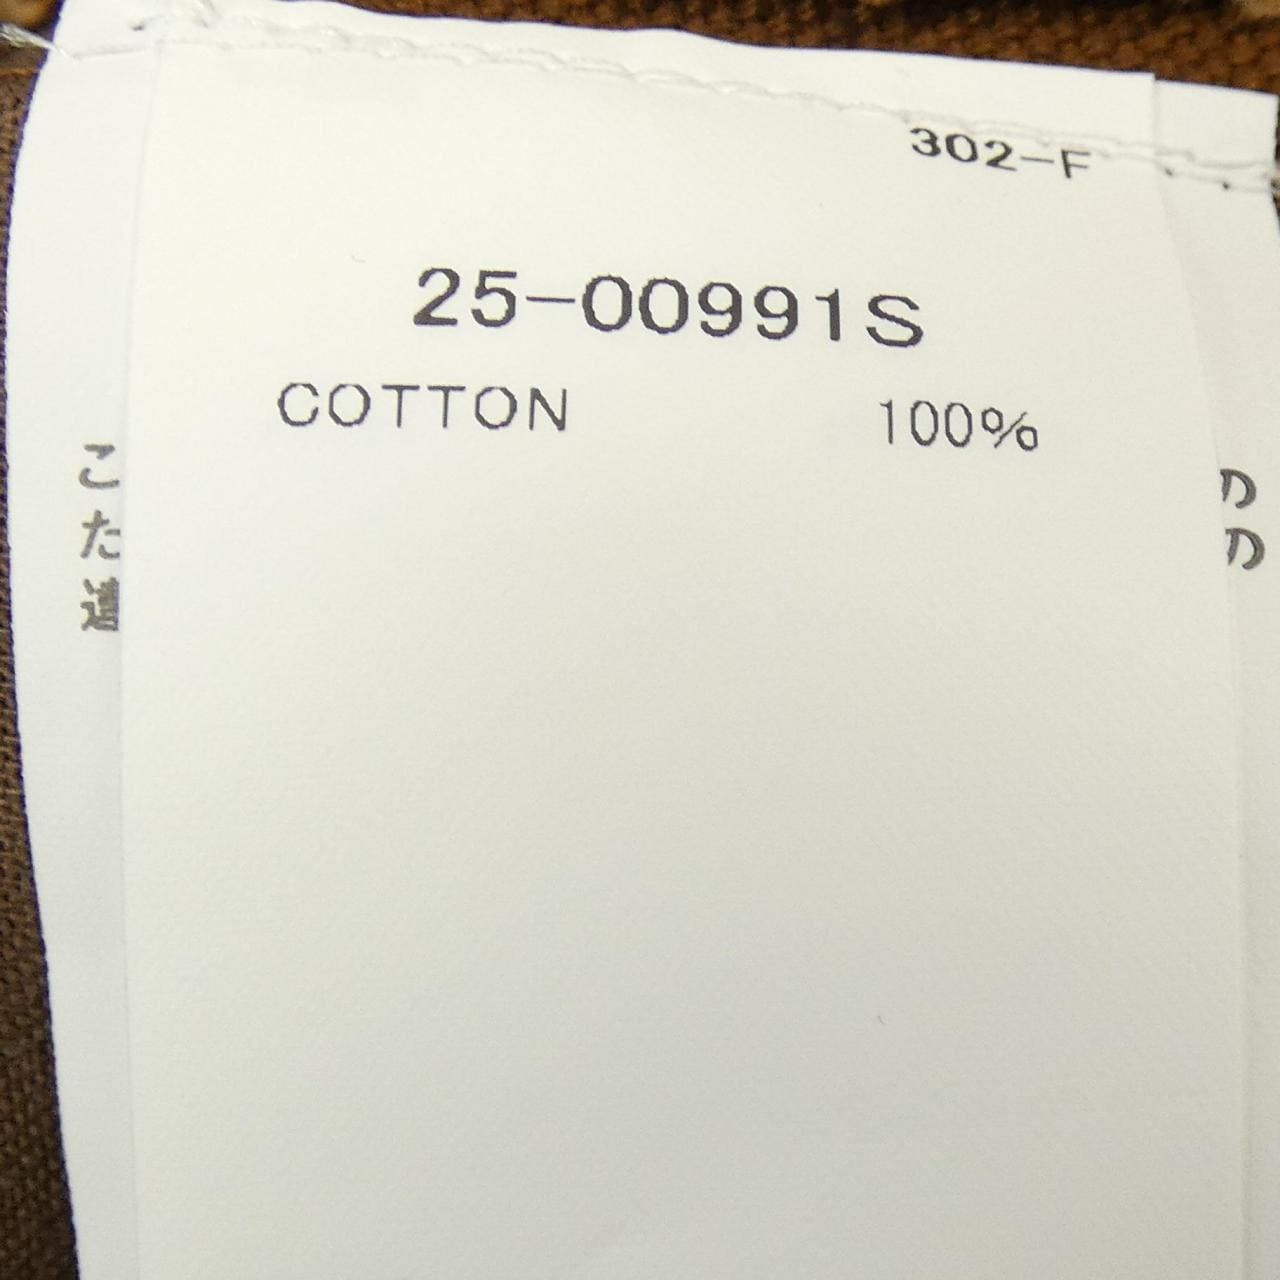 302-F
25-00991S
COTTON 100%
こ の
た の
道